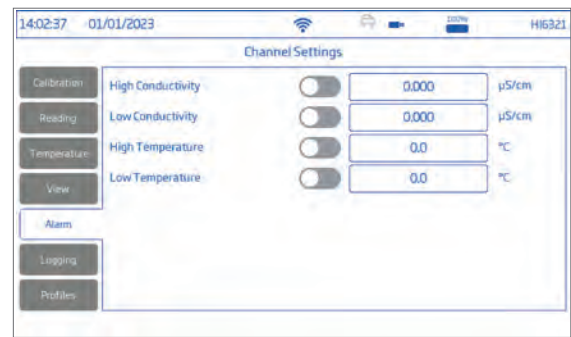 14:02:37 01/01/2023 100% HI6321
Channel Settings
Calibration
High Conductivity 0.000 µS/cm
Reading
Low Conductivity 0.000 µS/cm
Temperature
High Temperature 0.0 °C
View
Low Temperature 0.0 °C
Alarm
Logging
Profiles